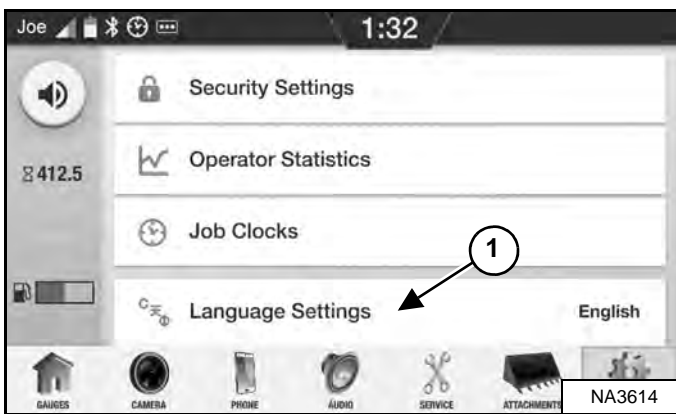 Joe 1:32
Security Settings
412.5
Operator Statistics
Job Clocks
1
Language Settings English
GAUGES CAMERA PHONE AUDIO SERVICE ATTACHMENTS
NA3614